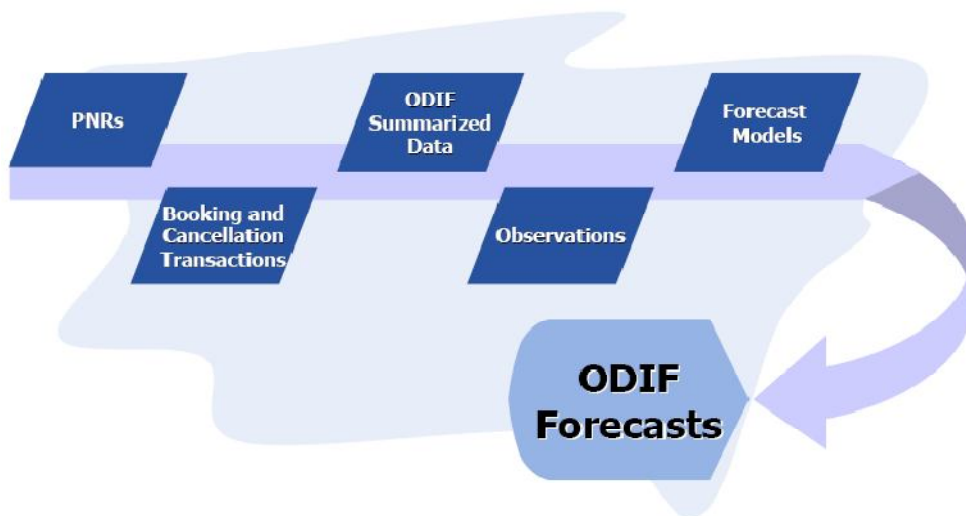 PNRs
Booking and
Cancellation
Transactions
ODIF
Summarized
Data
Observations
Forecast
Models
ODIF
Forecasts